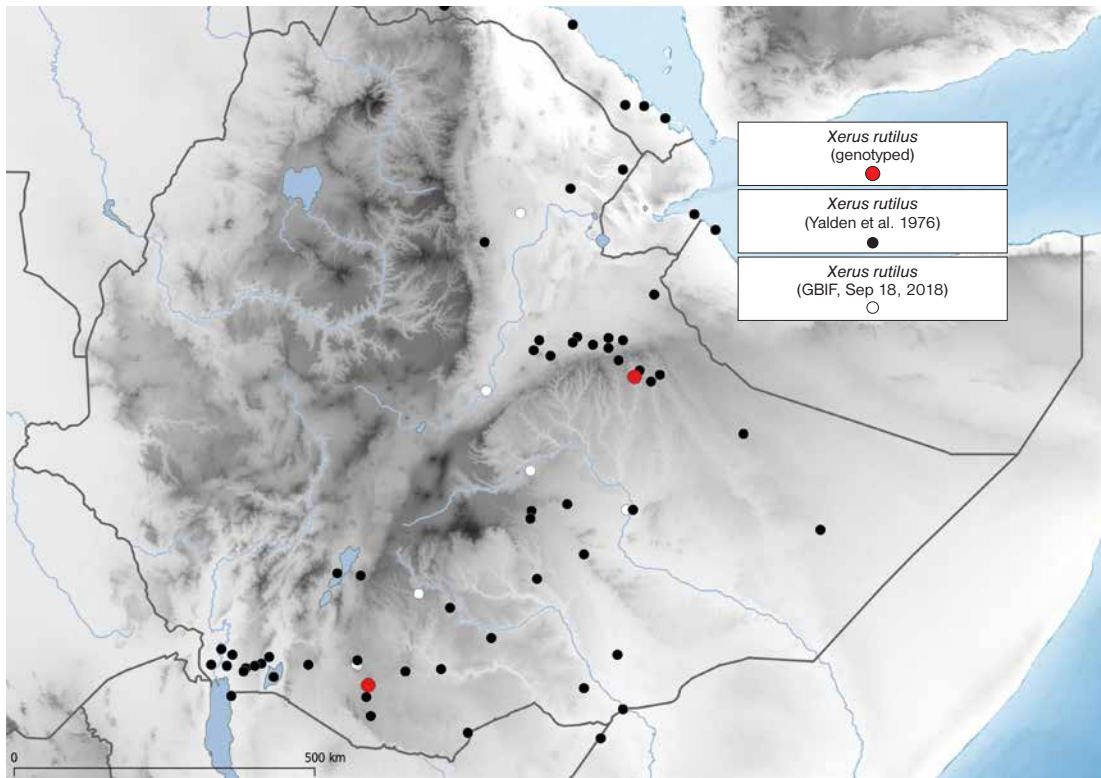 Xerus rutilus
(genotyped)
Xerus rutilus
(Yalden et al. 1976)
Xerus rutilus
(GBIF, Sep 18, 2018)
0
500 km